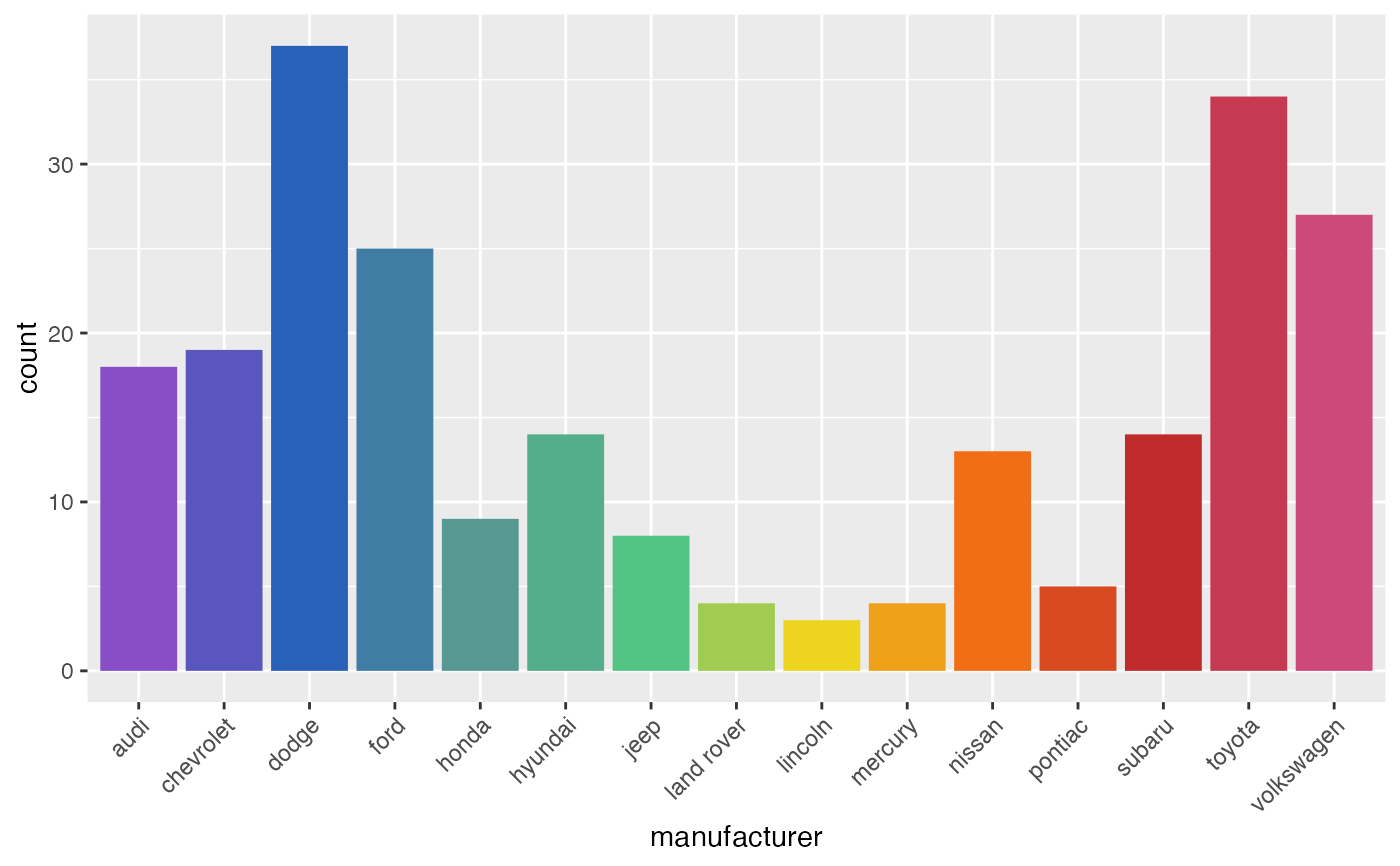 count
30
20
10
0
audi
chevrolet
dodge
ford
honda
hyundai
jeep
land rover
lincoln
mercury
nissan
pontiac
subaru
toyota
volkswagen
manufacturer